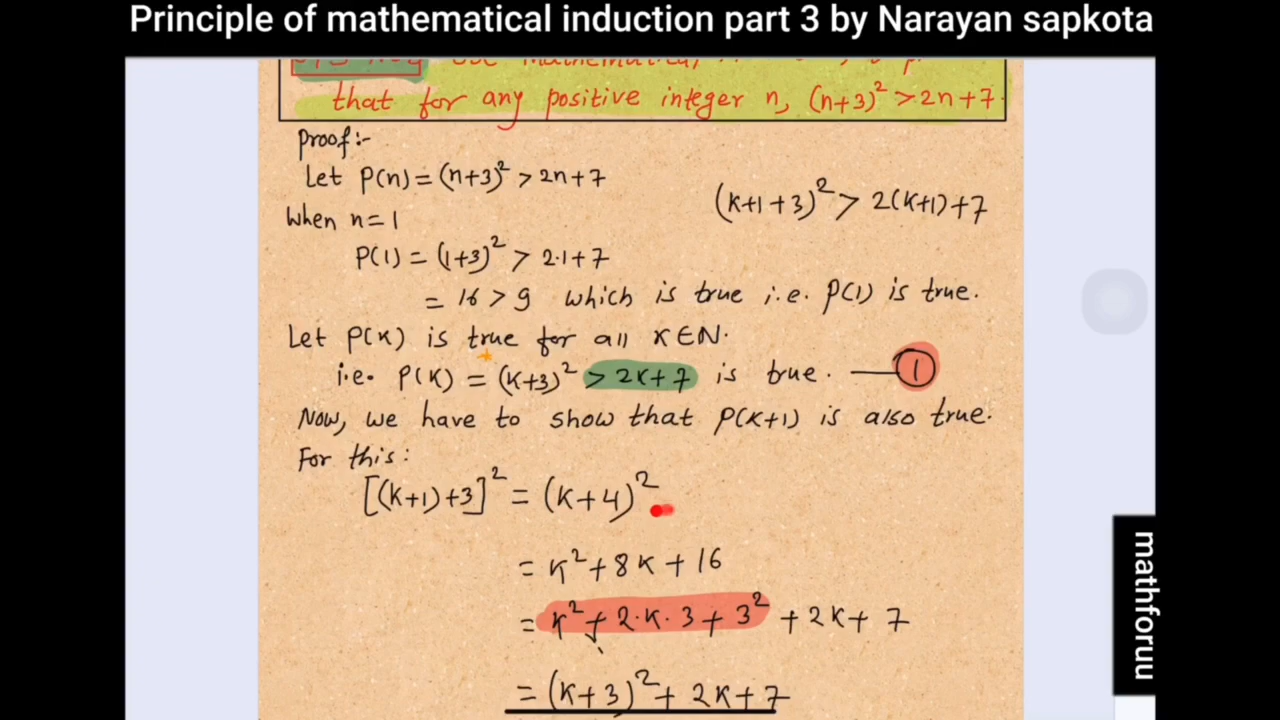 Principle of mathematical induction part 3 by Narayan sapkota
that for any positive integer n, (n+3)² > 2n+7.
Proof:-
Let P(n) = (n+3)² > 2n+7
When n=1
(k+1+3)² > 2(k+1)+7
P(1) = (1+3)² > 2·1+7
= 16 > 9 which is true i.e. P(1) is true.
Let P(k) is true for all k∈N.
i.e. P(k) = (k+3)² > 2k+7 is true. — 1
Now, we have to show that P(k+1) is also true.
For this:
[(k+1)+3]² = (k+4)²
= k²+8k+16
= k²+2·k·3+3² +2k+7
= (k+3)²+2k+7
mathforuu